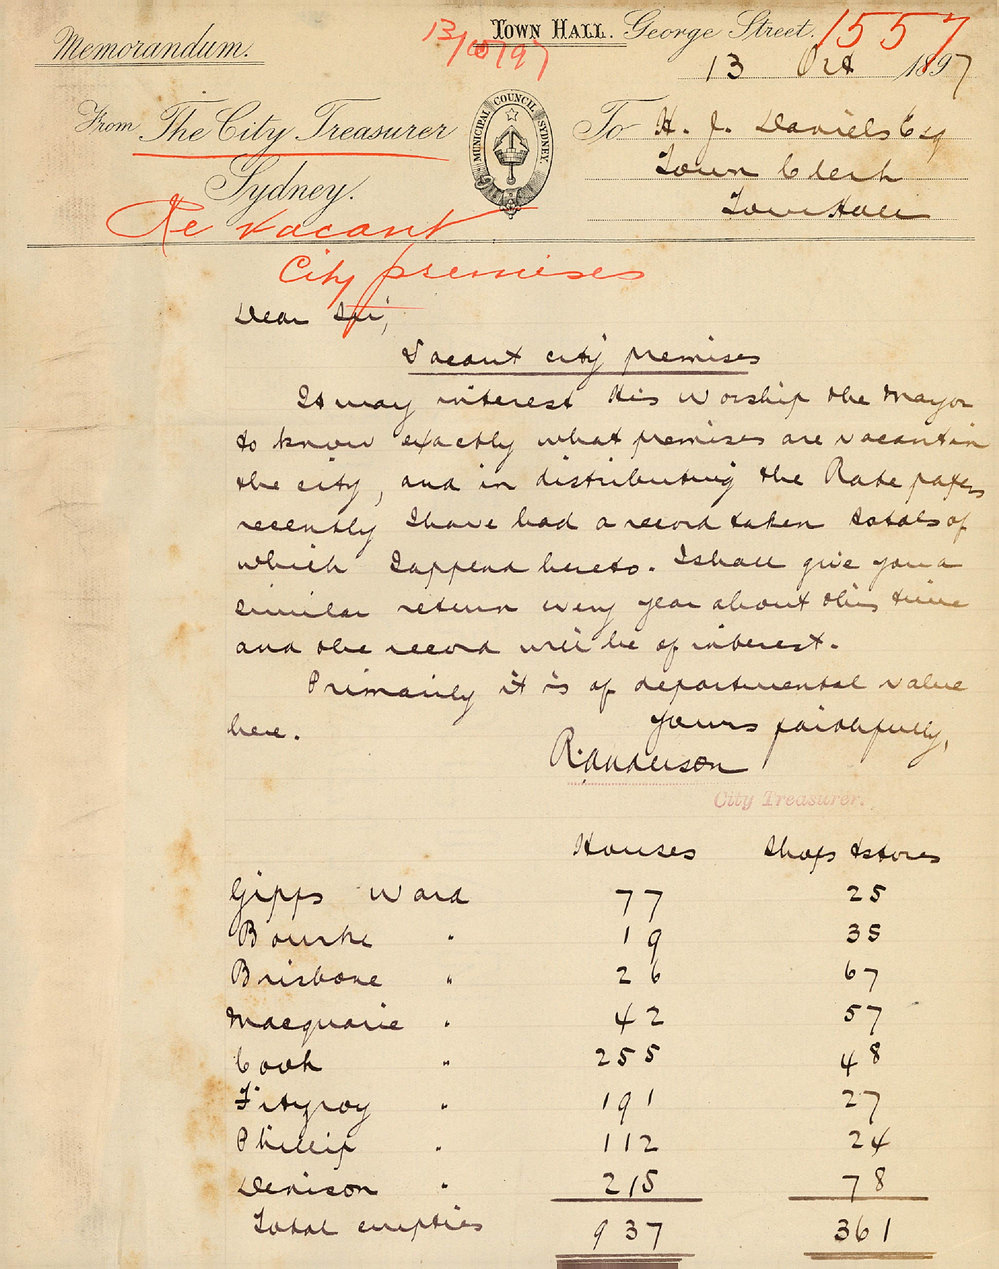 Memorandum.
13/10/97
Town Hall. George Street.
1557
13 Oct 1897
From The City Treasurer
Sydney.
MUNICIPAL COUNCIL SYDNEY.
To H. J. Daniels Esq
Town Clerk
Town Hall
Re vacant
City premises
Dear Sir,
Vacant city premises
It may interest His Worship the Mayor
to know exactly what premises are vacant in
the city, and in distributing the Rate papers
recently I have had a record taken totals of
which I append hereto. I shall give you a
similar return every year about this time
and the record will be of interest.
Primarily it is of departmental value
here.
Yours faithfully,
R. Anderson
City Treasurer.
Houses Shops & stores
Gipps Ward 77 25
Bourke " 19 35
Brisbane " 26 67
Macquarie " 42 57
Cook " 255 48
Fitzroy " 191 27
Phillip " 112 24
Denison " 215 78
Total empties 937 361